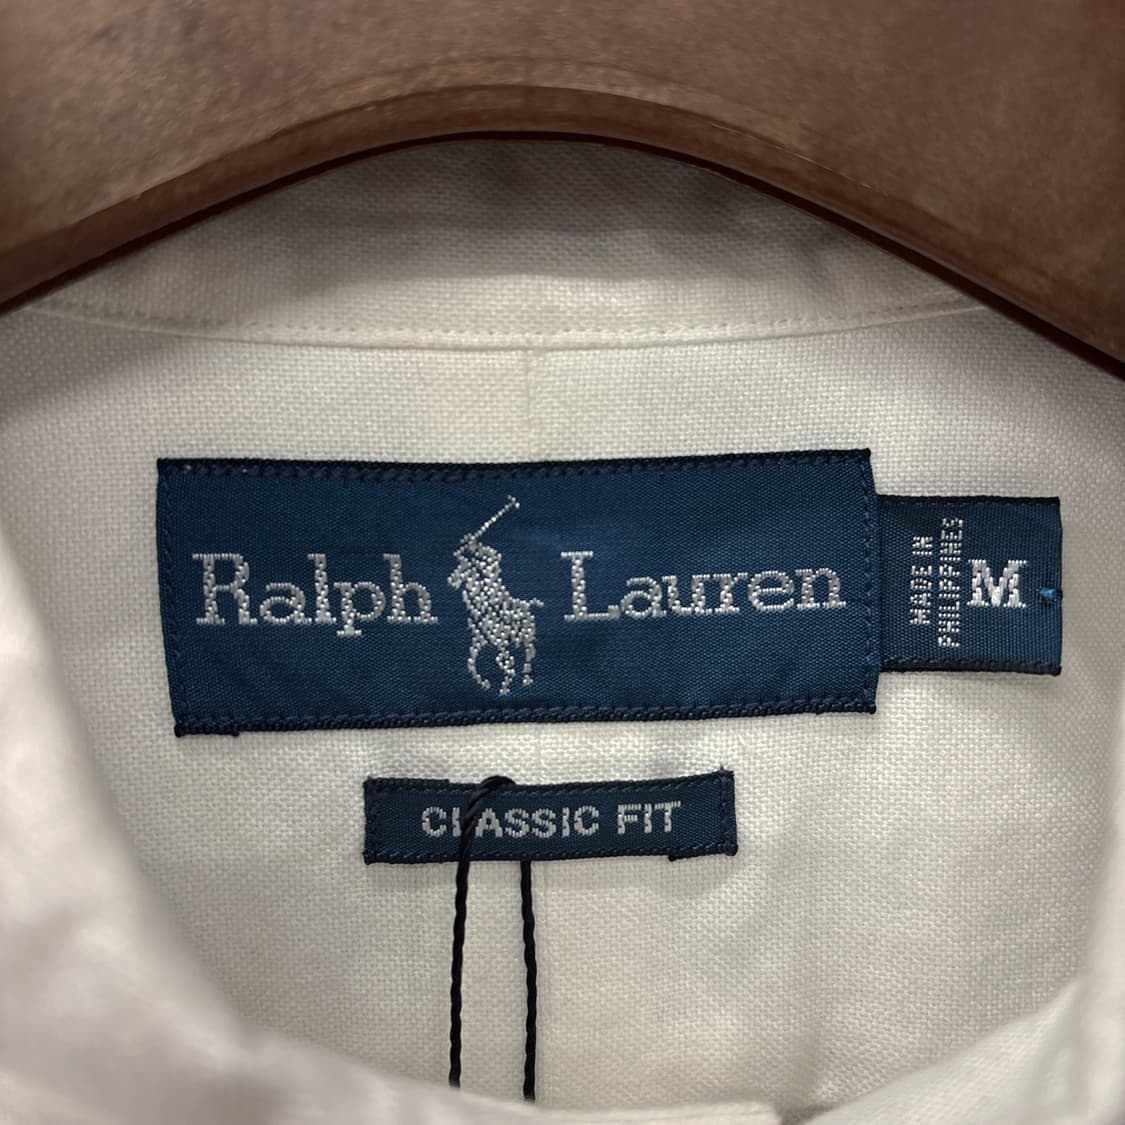 Ralph Lauren
MADE IN
PHILIPPINES
M
CLASSIC FIT